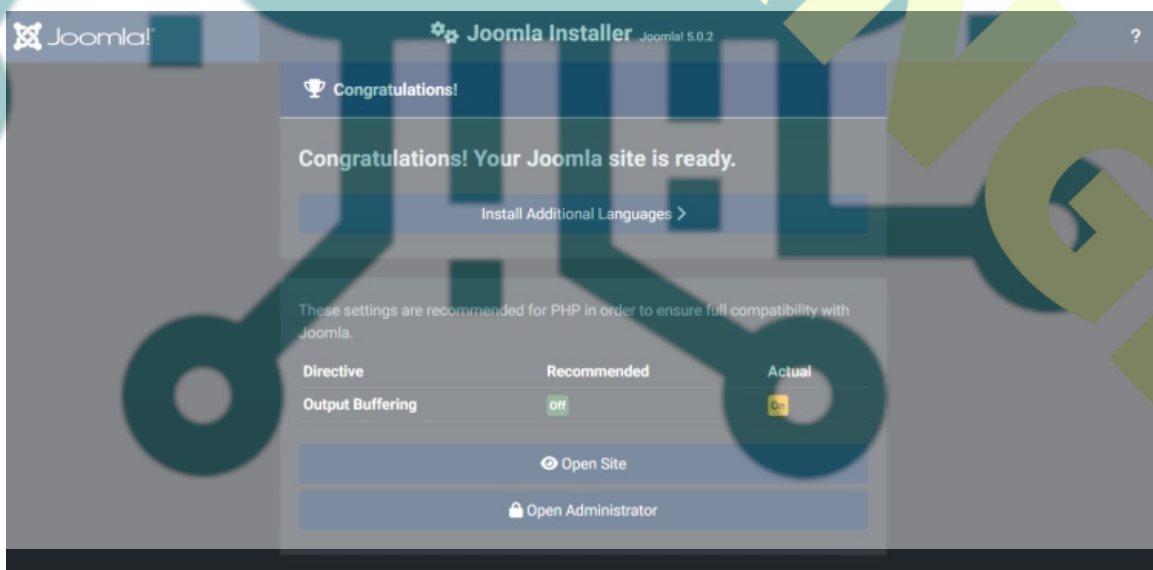 Joomla!
Joomla Installer Joomla! 5.0.2
?
Congratulations!
Congratulations! Your Joomla site is ready.
Install Additional Languages
These settings are recommended for PHP in order to ensure full compatibility with
Joomla.
Directive Recommended Actual
Output Buffering Off On
Open Site
Open Administrator